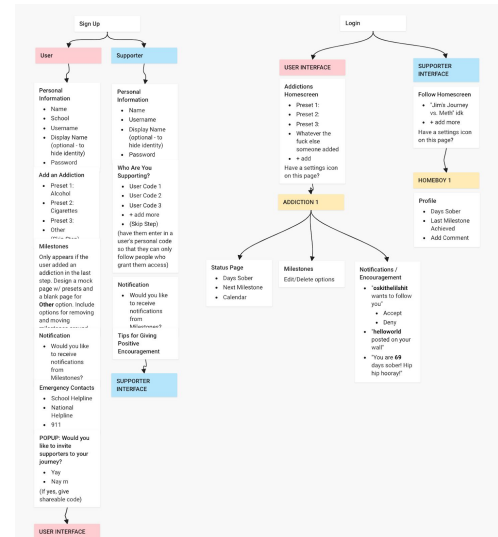 Sign Up
User
Supporter
Personal
Information
Name
School
Username
Display Name
(optional - to
hide identity)
Password
Add an Addiction
Preset 1:
Alcohol
Preset 2:
Cigarettes
Preset 3:
Other
Milestones
Only appears if the
user added an
addiction in the last
step. Design a mock
page w/ presets and
a blank page for
Other option. Include
options for removing
and moving
Notification
Would you like
to receive
notifications
from
Milestones?
Emergency Contacts
School Helpline
National
Helpline
911
POPUP: Would you
like to invite
supporters to your
journey?
Yay
Nay m
(If yes, give
shareable code)
USER INTERFACE
Personal
Information
Name
Username
Display Name
(optional - to
hide identity)
Password
Who Are You
Supporting?
User Code 1
User Code 2
User Code 3
+ add more
(Skip Step)
(have them enter in a
user's personal code
so that they can only
follow people who
grant them access)
Notification
Would you like
to receive
notifications
from
Milestones?
Tips for Giving
Positive
Encouragement
SUPPORTER
INTERFACE
Login
USER INTERFACE
SUPPORTER
INTERFACE
Addictions
Homescreen
Preset 1:
Preset 2:
Preset 3:
Whatever the
fuck else
someone added
+ add
Have a settings icon
on this page?
ADDICTION 1
Follow Homescreen
"Jim's Journey
vs. Meth" idk
+ add more
Have a settings icon
on this page?
HOMEBOY 1
Profile
Days Sober
Last Milestone
Achieved
Add Comment
Status Page
Days Sober
Next Milestone
Calendar
Milestones
Edit/Delete options
Notifications /
Encouragement
"oskithelilshit
wants to follow
you"
Accept
Deny
"helloworld
posted on your
wall"
"You are 69
days sober! Hip
hip hooray!"